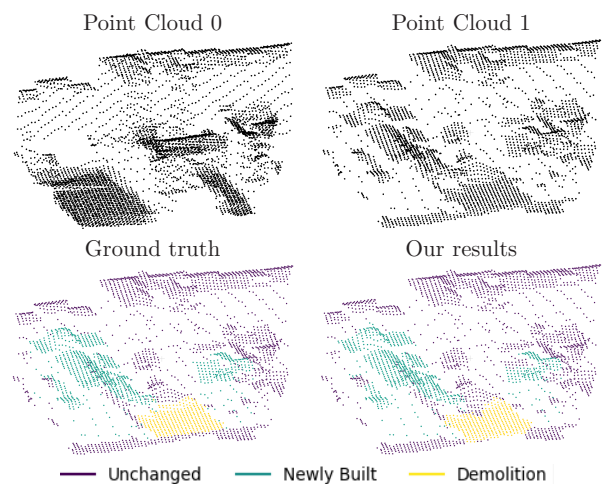 Point Cloud 0
Point Cloud 1
Ground truth
Our results
Unchanged
Newly Built
Demolition